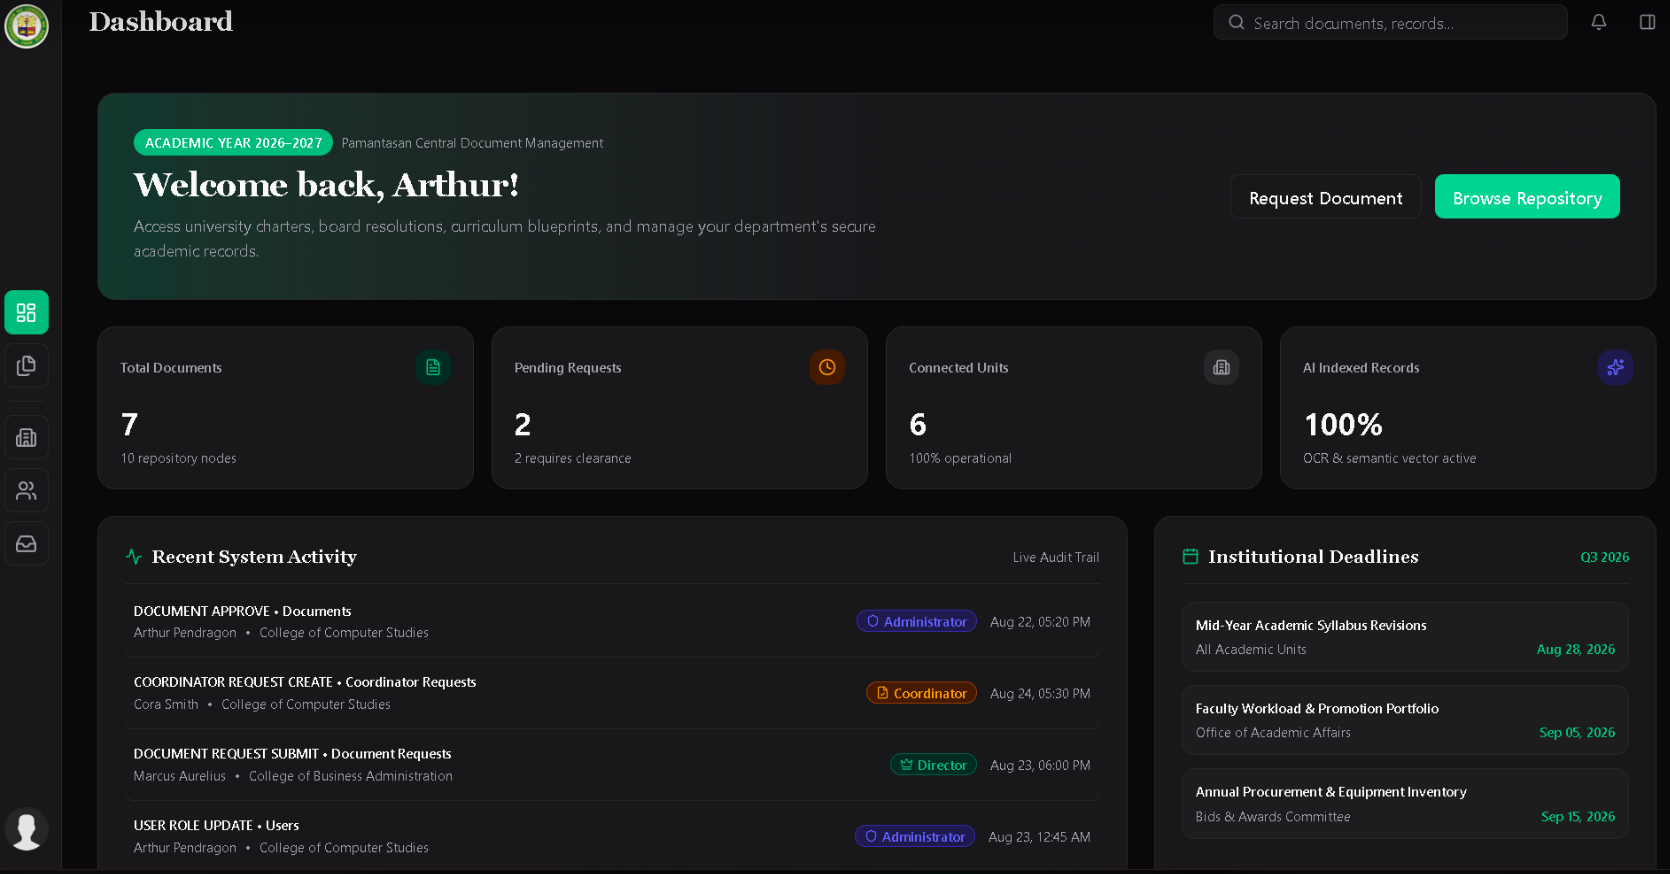 Dashboard
Search documents, records...
ACADEMIC YEAR 2026–2027
Pamantasan Central Document Management
Welcome back, Arthur!
Access university charters, board resolutions, curriculum blueprints, and manage your department's secure
academic records.
Request Document
Browse Repository
Total Documents
7
10 repository nodes
Pending Requests
2
2 requires clearance
Connected Units
6
100% operational
AI Indexed Records
100%
OCR & semantic vector active
Recent System Activity
Live Audit Trail
DOCUMENT APPROVE • Documents
Arthur Pendragon • College of Computer Studies
Administrator
Aug 22, 05:20 PM
COORDINATOR REQUEST CREATE • Coordinator Requests
Cora Smith • College of Computer Studies
Coordinator
Aug 24, 05:30 PM
DOCUMENT REQUEST SUBMIT • Document Requests
Marcus Aurelius • College of Business Administration
Director
Aug 23, 06:00 PM
USER ROLE UPDATE • Users
Arthur Pendragon • College of Computer Studies
Administrator
Aug 23, 12:45 AM
Institutional Deadlines
Q3 2026
Mid-Year Academic Syllabus Revisions
All Academic Units
Aug 28, 2026
Faculty Workload & Promotion Portfolio
Office of Academic Affairs
Sep 05, 2026
Annual Procurement & Equipment Inventory
Bids & Awards Committee
Sep 15, 2026